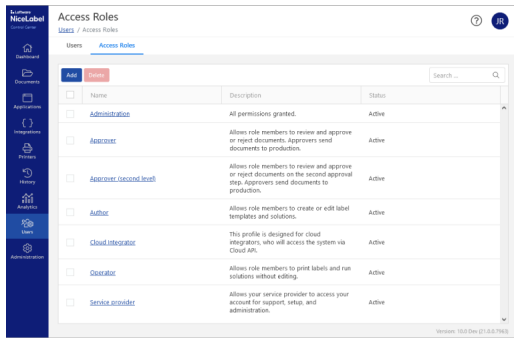 Loftware
NiceLabel
Control Center
Dashboard
Documents
Applications
Integrations
Printers
History
Analytics
Users
Administration
Access Roles
Users / Access Roles
JR
Users Access Roles
Add Delete
Search ...
Name Description Status
Administration All permissions granted. Active
Approver Allows role members to review and approve
or reject documents. Approvers send
documents to production. Active
Approver (second level) Allows role members to review and approve
or reject documents on the second approval
step. Approvers send documents to
production. Active
Author Allows role members to create or edit label
templates and solutions. Active
Cloud Integrator This profile is designed for cloud
integrators, who will access the system via
Cloud API. Active
Operator Allows role members to print labels and run
solutions without editing. Active
Service provider Allows your service provider to access your
account for support, setup, and
administration. Active